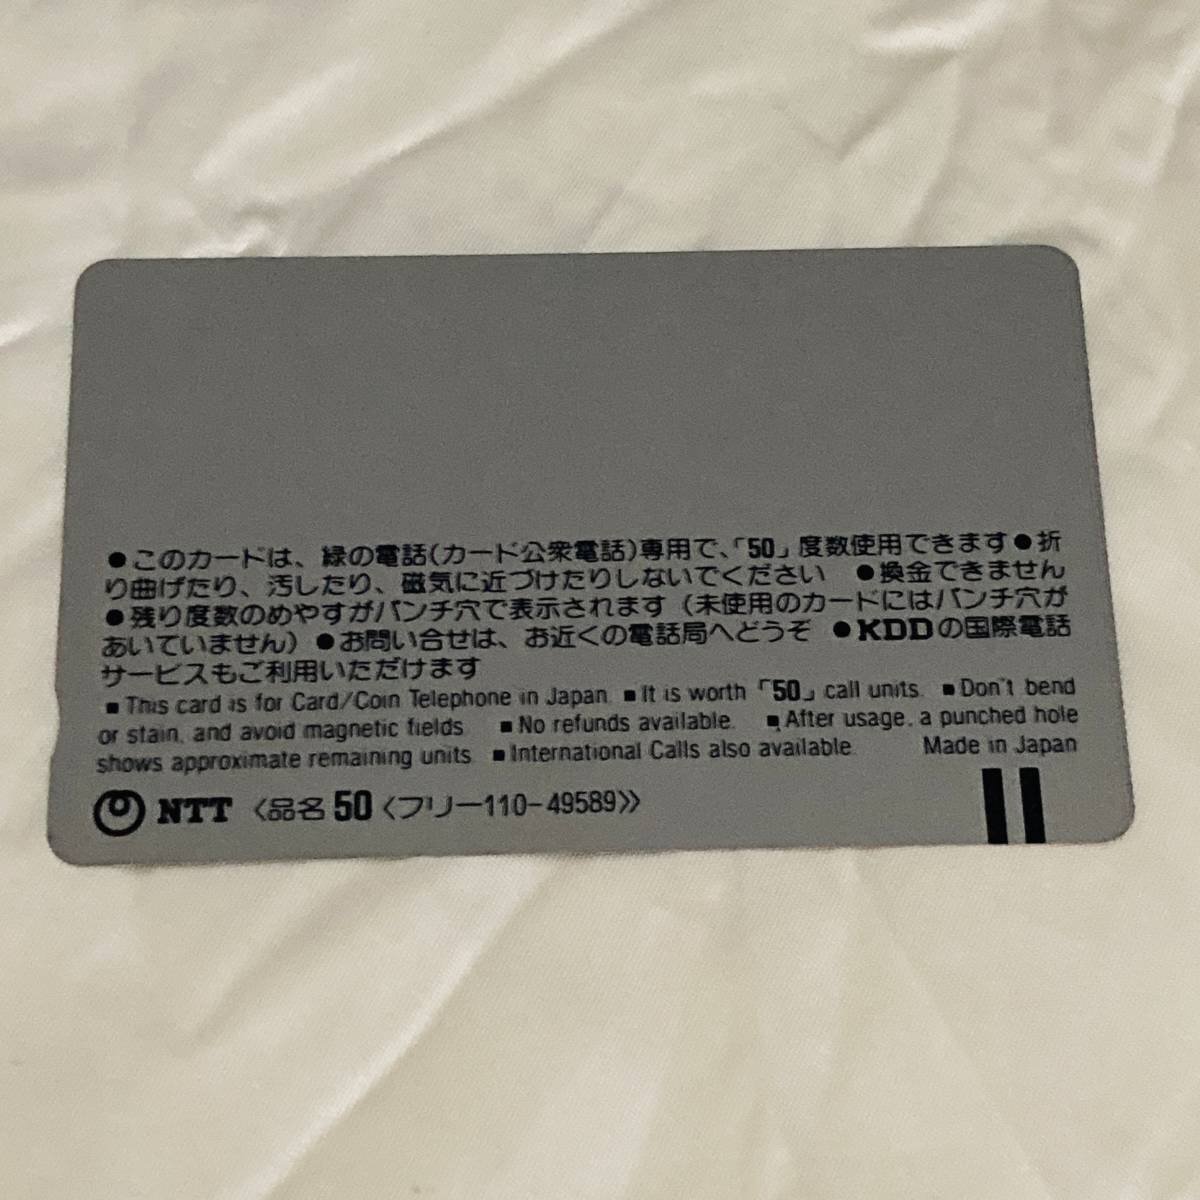 ●このカードは、緑の電話(カード公衆電話)専用で、「50」度数使用できます●折
り曲げたり、汚したり、磁気に近づけたりしないでください ●換金できません
●残り度数のめやすがパンチ穴で表示されます(未使用のカードにはパンチ穴が
あいていません)●お問い合せは、お近くの電話局へどうぞ ●KDDの国際電話
サービスもご利用いただけます
■This card is for Card/Coin Telephone in Japan. ■It is worth「50」call units. ■Don't bend
or stain, and avoid magnetic fields. ■No refunds available. ■After usage, a punched hole
shows approximate remaining units. ■International Calls also available. Made in Japan
NTT 〈品名50〈フリー110-49589》